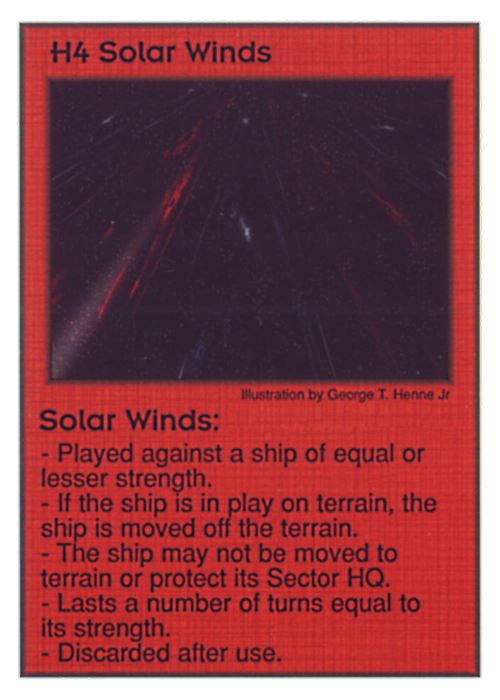 H4 Solar Winds
Illustration by George T. Henne Jr
Solar Winds:
- Played against a ship of equal or
lesser strength.
- If the ship is in play on terrain, the
ship is moved off the terrain.
- The ship may not be moved to
terrain or protect its Sector HQ.
- Lasts a number of turns equal to
its strength.
- Discarded after use.